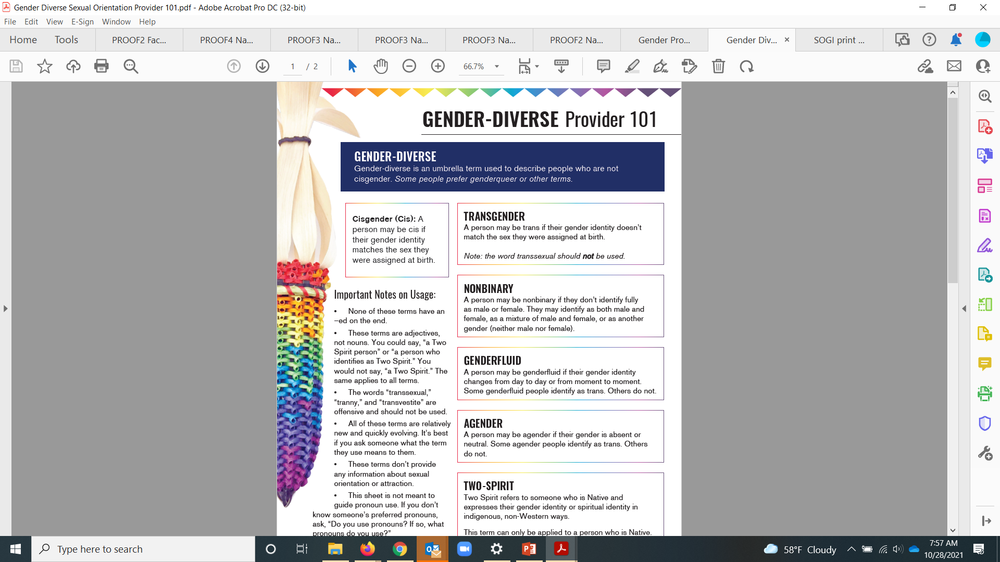 Gender Diverse Sexual Orientation Provider 101.pdf - Adobe Acrobat Pro DC (32-bit)
File Edit View E-Sign Window Help
Home Tools PROOF2 Fac... PROOF4 Na... PROOF3 Na... PROOF3 Na... PROOF3 Na... PROOF2 Na... Gender Pro... Gender Div... SOGI print ...
1 / 2 66.7%
GENDER-DIVERSE Provider 101
GENDER-DIVERSE
Gender-diverse is an umbrella term used to describe people who are not
cisgender. Some people prefer genderqueer or other terms.
Cisgender (Cis): A
person may be cis if
their gender identity
matches the sex they
were assigned at birth.
Important Notes on Usage:
• None of these terms have an
–ed on the end.
• These terms are adjectives,
not nouns. You could say, “a Two
Spirit person” or “a person who
identifies as Two Spirit.” You
would not say, “a Two Spirit.” The
same applies to all terms.
• The words “transsexual,”
“tranny,” and “transvestite” are
offensive and should not be used.
• All of these terms are relatively
new and quickly evolving. It’s best
if you ask someone what the term
they use means to them.
• These terms don’t provide
any information about sexual
orientation or attraction.
• This sheet is not meant to
guide pronoun use. If you don’t
know someone’s preferred pronouns,
ask, “Do you use pronouns? If so, what
pronouns do you use?”
TRANSGENDER
A person may be trans if their gender identity doesn’t
match the sex they were assigned at birth.
Note: the word transsexual should not be used.
NONBINARY
A person may be nonbinary if they don’t identify fully
as male or female. They may identify as both male and
female, as a mixture of male and female, or as another
gender (neither male nor female).
GENDERFLUID
A person may be genderfluid if their gender identity
changes from day to day or from moment to moment.
Some genderfluid people identify as trans. Others do not.
AGENDER
A person may be agender if their gender is absent or
neutral. Some agender people identify as trans. Others
do not.
TWO-SPIRIT
Two Spirit refers to someone who is Native and
expresses their gender identity or spiritual identity in
indigenous, non-Western ways.
This term can only be applied to a person who is Native.
Type here to search
58°F Cloudy
7:57 AM
10/28/2021